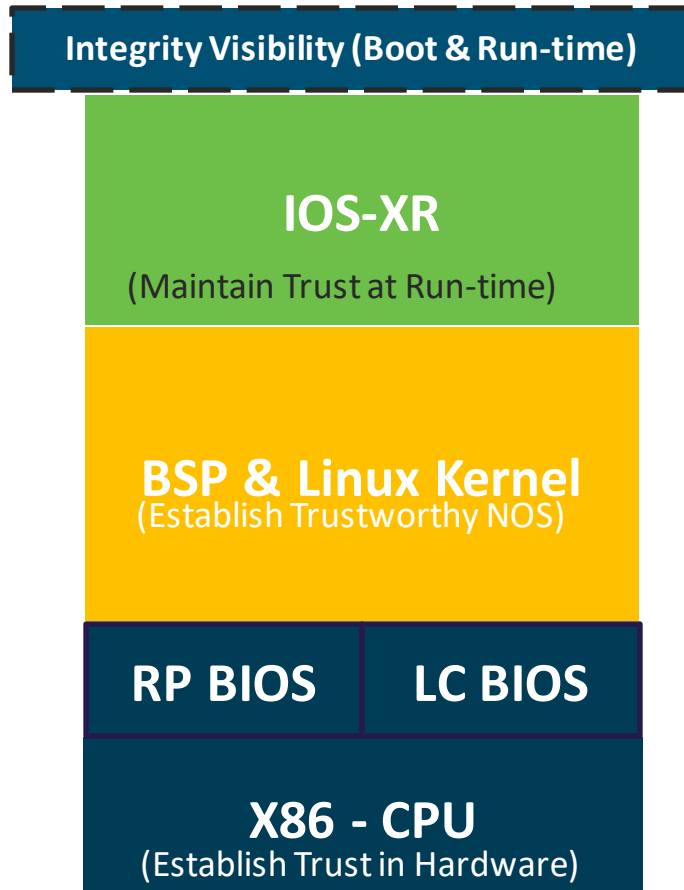 Integrity Visibility (Boot & Run-time)
IOS-XR
(Maintain Trust at Run-time)
BSP & Linux Kernel
(Establish Trustworthy NOS)
RP BIOS
LC BIOS
X86 - CPU
(Establish Trust in Hardware)